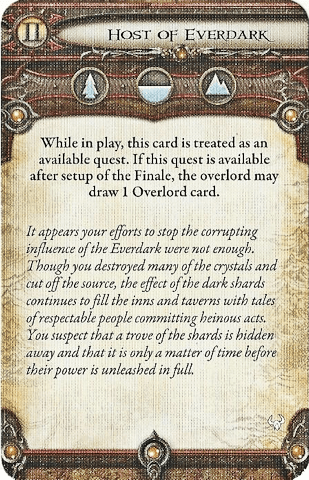 II
Host of Everdark
While in play, this card is treated as an
available quest. If this quest is available
after setup of the Finale, the overlord may
draw 1 Overlord card.
It appears your efforts to stop the corrupting
influence of the Everdark were not enough.
Though you destroyed many of the crystals and
cut off the source, the effect of the dark shards
continues to fill the inns and taverns with tales
of respectable people committing heinous acts.
You suspect that a trove of the shards is hidden
away and that it is only a matter of time before
their power is unleashed in full.